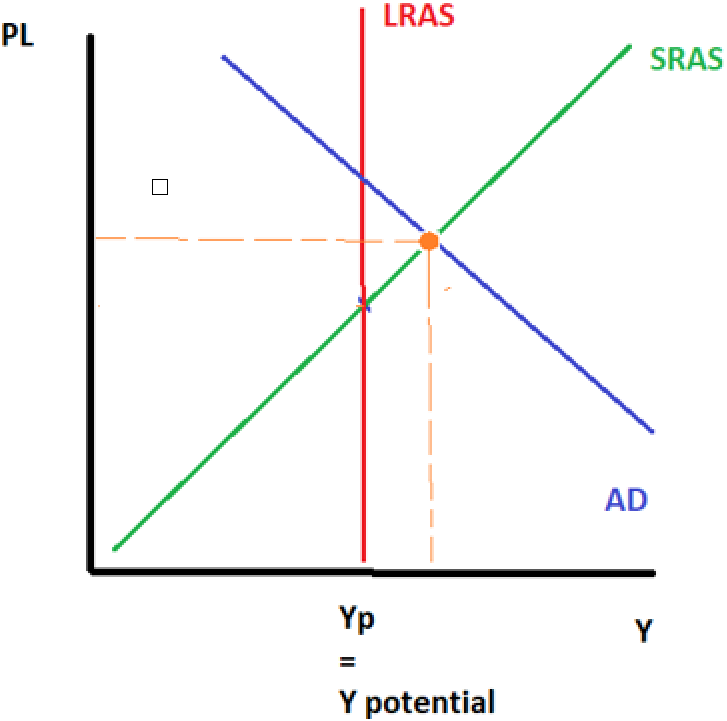 LRAS
PL
SRAS
AD
Yp
Y
=
Y potential